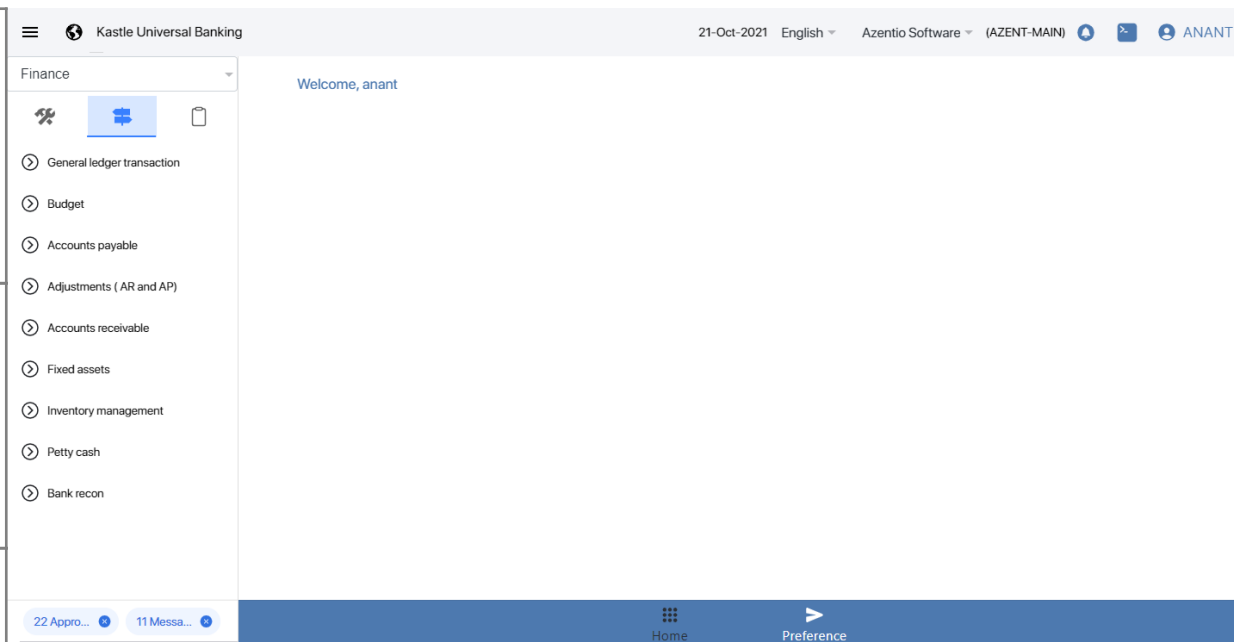 Kastle Universal Banking 21-Oct-2021 English Azentio Software (AZENT-MAIN) ANANT
Finance
Welcome, anant
General ledger transaction
Budget
Accounts payable
Adjustments ( AR and AP)
Accounts receivable
Fixed assets
Inventory management
Petty cash
Bank recon
22 Appro... 11 Messa...
Home Preference